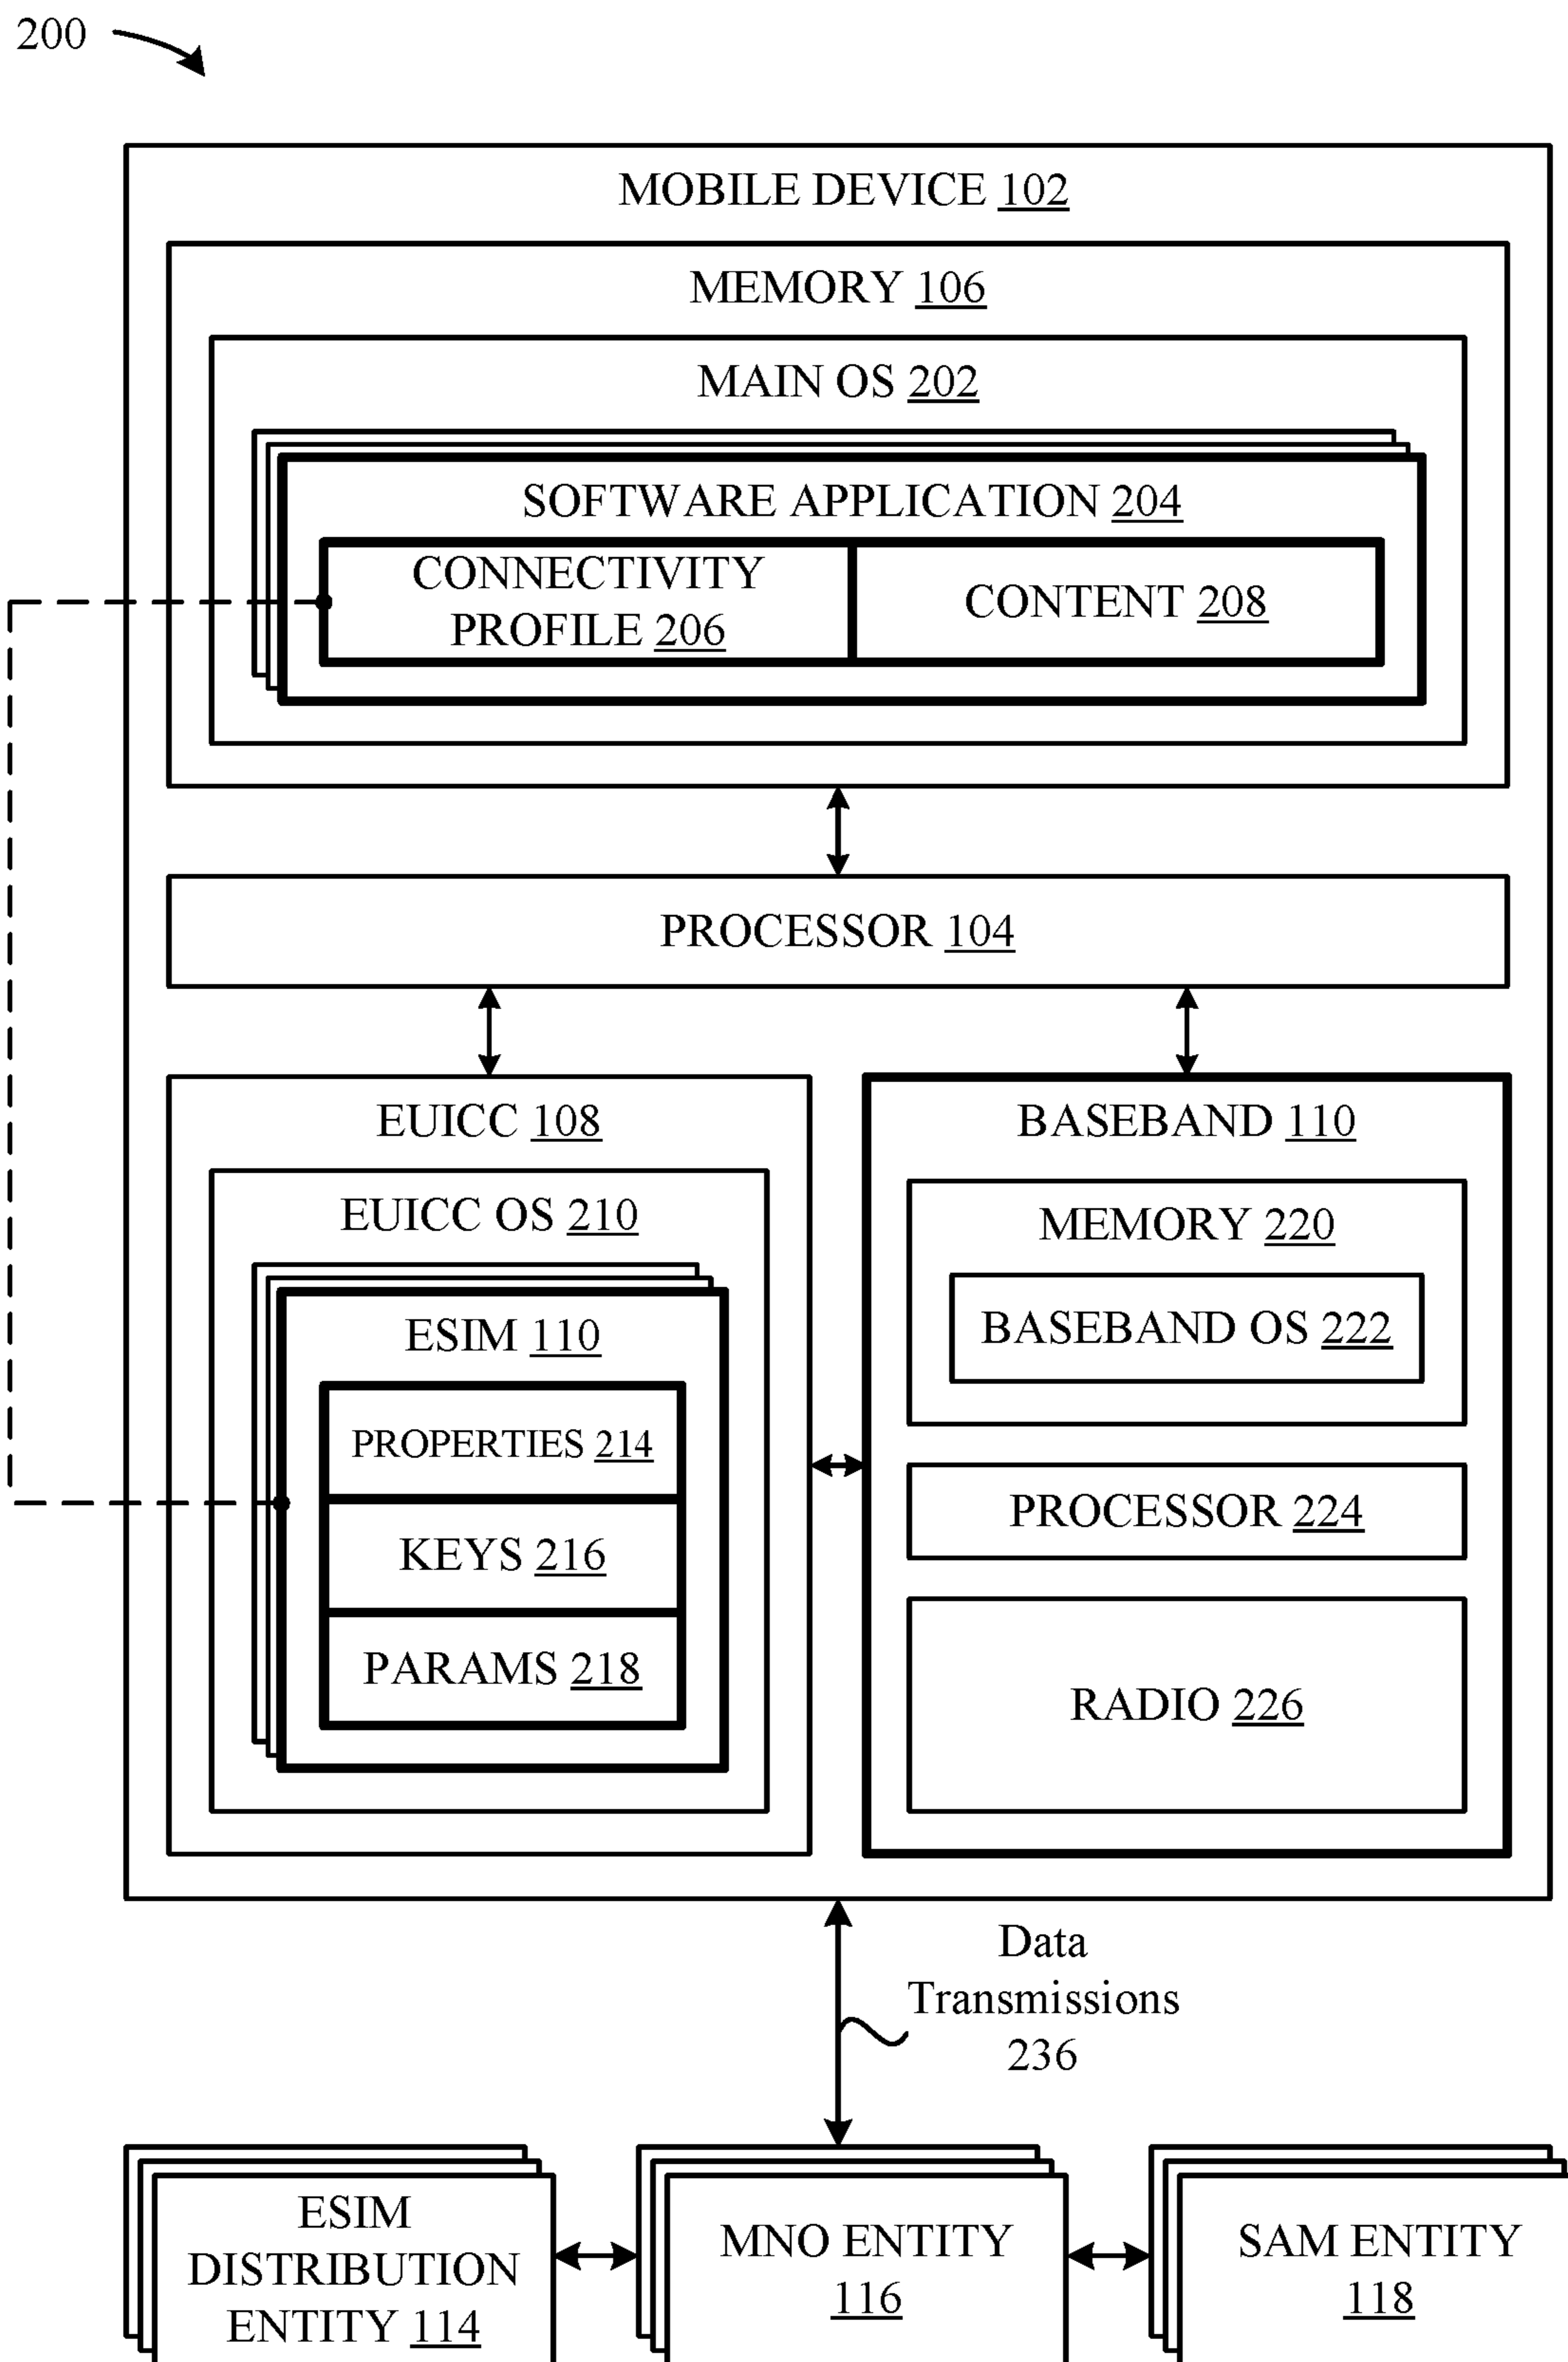 200
MOBILE DEVICE 102
MEMORY 106
MAIN OS 202
SOFTWARE APPLICATION 204
CONNECTIVITY
PROFILE 206
CONTENT 208
PROCESSOR 104
EUICC 108
EUICC OS 210
ESIM 110
PROPERTIES 214
KEYS 216
PARAMS 218
BASEBAND 110
MEMORY 220
BASEBAND OS 222
PROCESSOR 224
RADIO 226
Data
Transmissions
236
ESIM
DISTRIBUTION
ENTITY 114
MNO ENTITY
116
SAM ENTITY
118